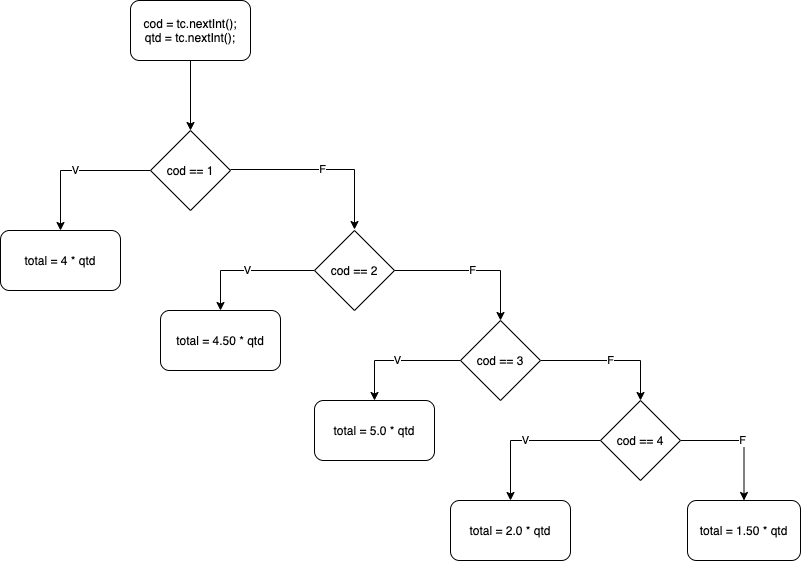 cod = tc.nextInt();
qtd = tc.nextInt();
cod == 1
V
F
total = 4 * qtd
cod == 2
V
F
total = 4.50 * qtd
cod == 3
V
F
total = 5.0 * qtd
cod == 4
V
F
total = 2.0 * qtd
total = 1.50 * qtd